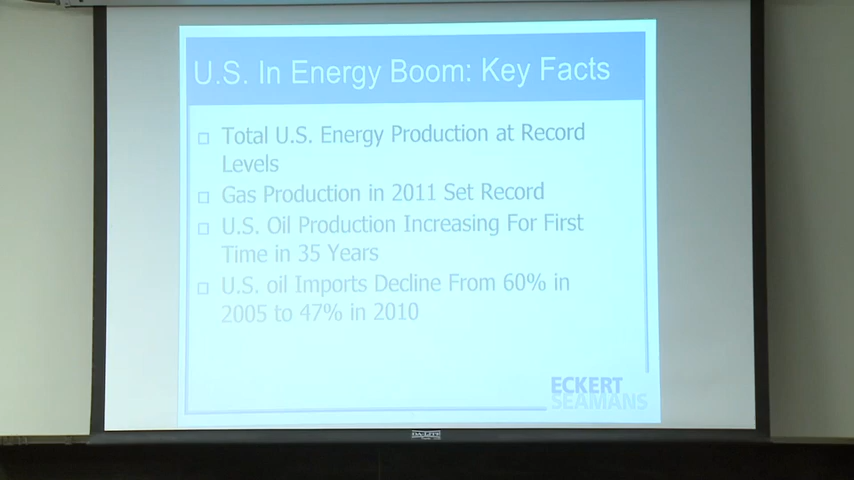 U.S. In Energy Boom: Key Facts
Total U.S. Energy Production at Record
Levels
Gas Production in 2011 Set Record
U.S. Oil Production Increasing For First
Time in 35 Years
U.S. oil Imports Decline From 60% in
2005 to 47% in 2010
ECKERT
SEAMANS
DA-LITE